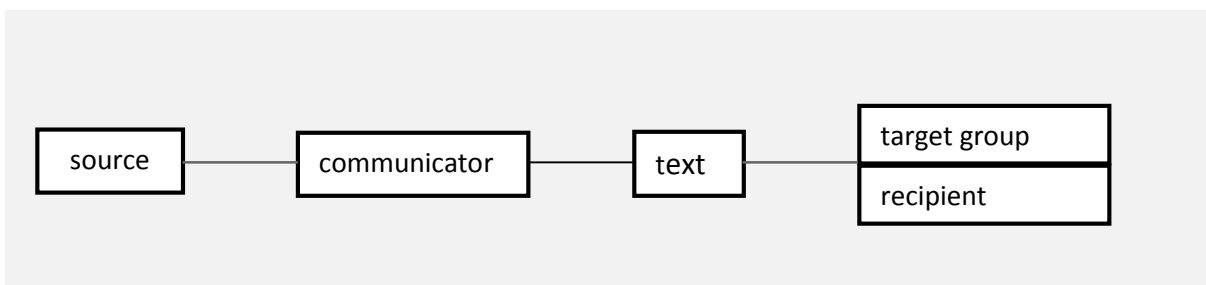 source
communicator
text
target group
recipient